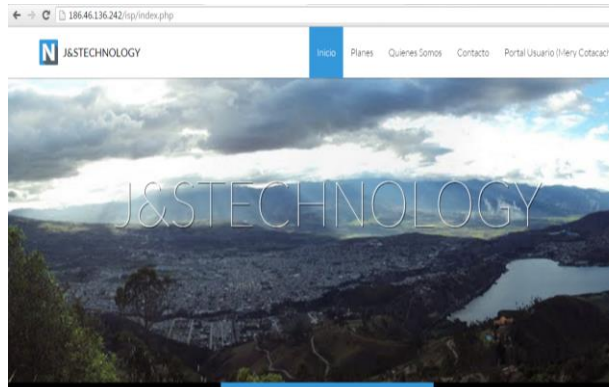 186.46.136.242/isp/index.php
N J&STECHNOLOGY
Inicio Planes Quienes Somos Contacto Portal Usuario (Mery Cotacach
J&STECHNOLOGY